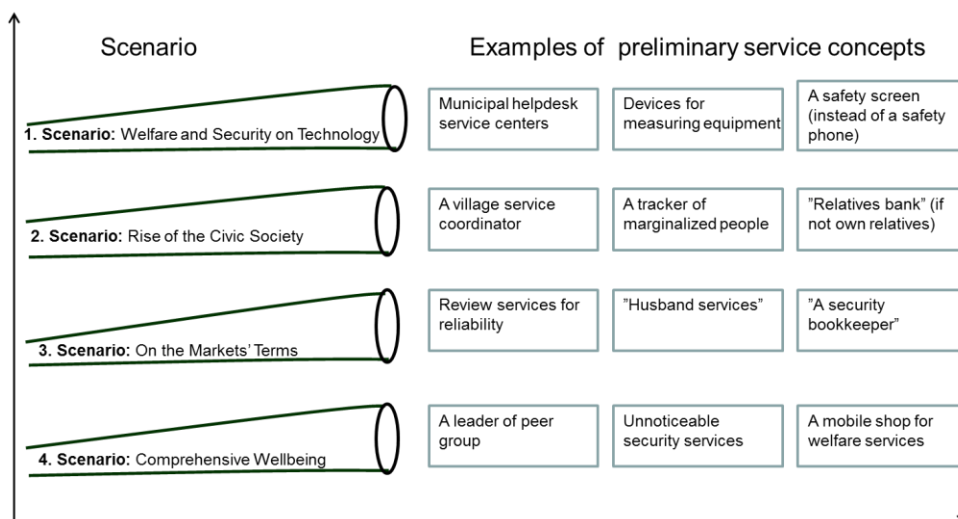 Scenario
Examples of preliminary service concepts
1. Scenario: Welfare and Security on Technology
Municipal helpdesk
service centers
Devices for
measuring equipment
A safety screen
(instead of a safety
phone)
2. Scenario: Rise of the Civic Society
A village service
coordinator
A tracker of
marginalized people
”Relatives bank” (if
not own relatives)
3. Scenario: On the Markets’ Terms
Review services for
reliability
”Husband services”
”A security
bookkeeper”
4. Scenario: Comprehensive Wellbeing
A leader of peer
group
Unnoticeable
security services
A mobile shop for
welfare services